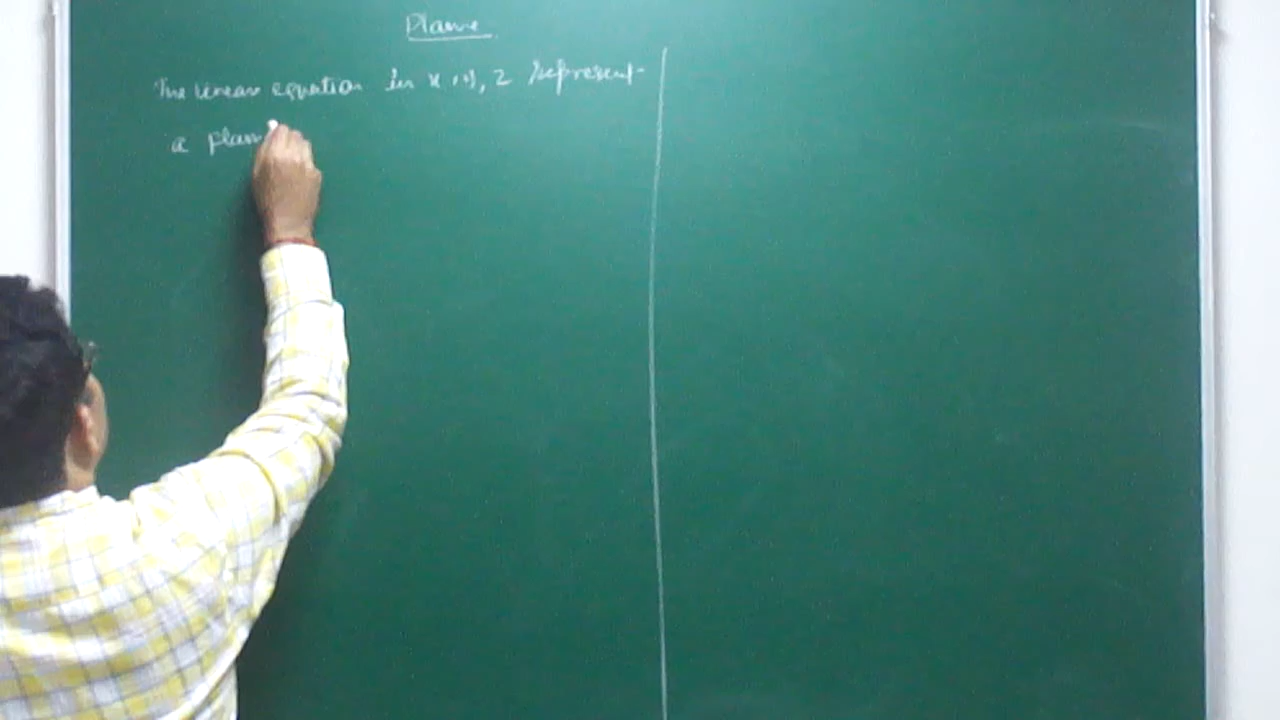 Plane
The linear equation in x, y, z represent
a plan